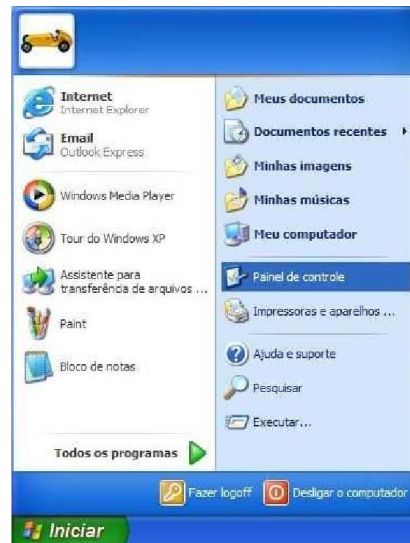 Internet
Internet Explorer
Email
Outlook Express
Windows Media Player
Tour do Windows XP
Assistente para
transferência de arquivos ...
Paint
Bloco de notas
Todos os programas
Meus documentos
Documentos recentes
Minhas imagens
Minhas músicas
Meu computador
Painel de controle
Impressoras e aparelhos ...
Ajuda e suporte
Pesquisar
Executar...
Fazer logoff
Desligar o computador
Iniciar